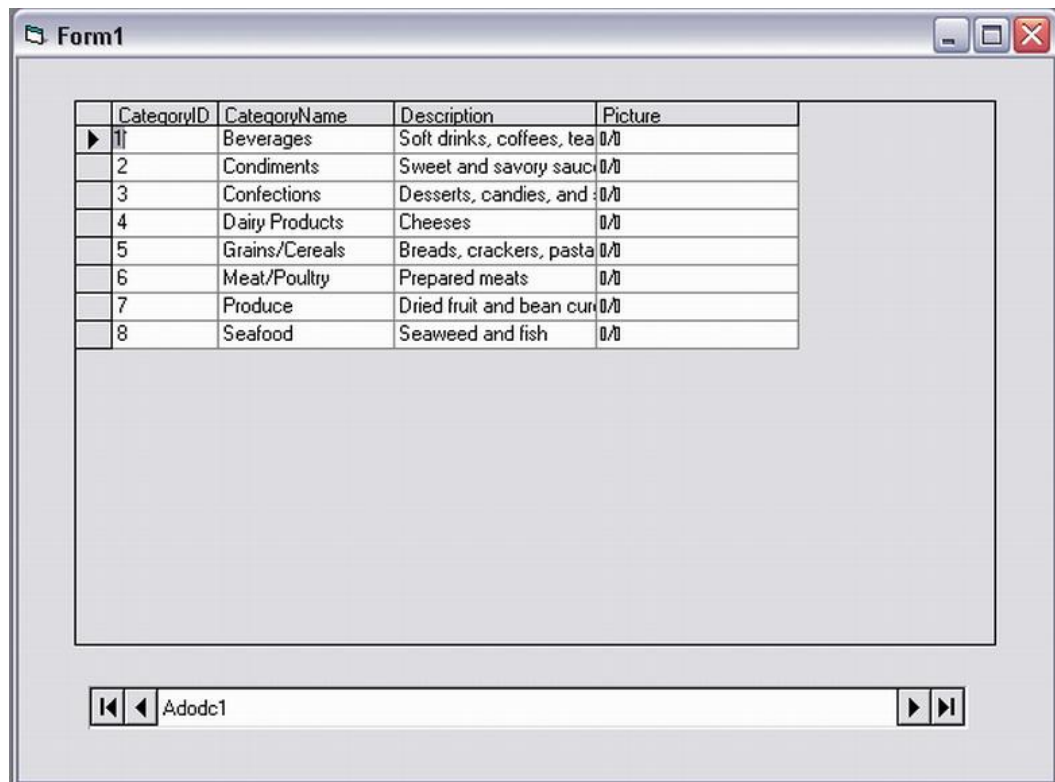 Form1
CategoryID CategoryName Description Picture
1 Beverages Soft drinks, coffees, tea
2 Condiments Sweet and savory sauc
3 Confections Desserts, candies, and
4 Dairy Products Cheeses
5 Grains/Cereals Breads, crackers, pasta
6 Meat/Poultry Prepared meats
7 Produce Dried fruit and bean cur
8 Seafood Seaweed and fish
Adodc1